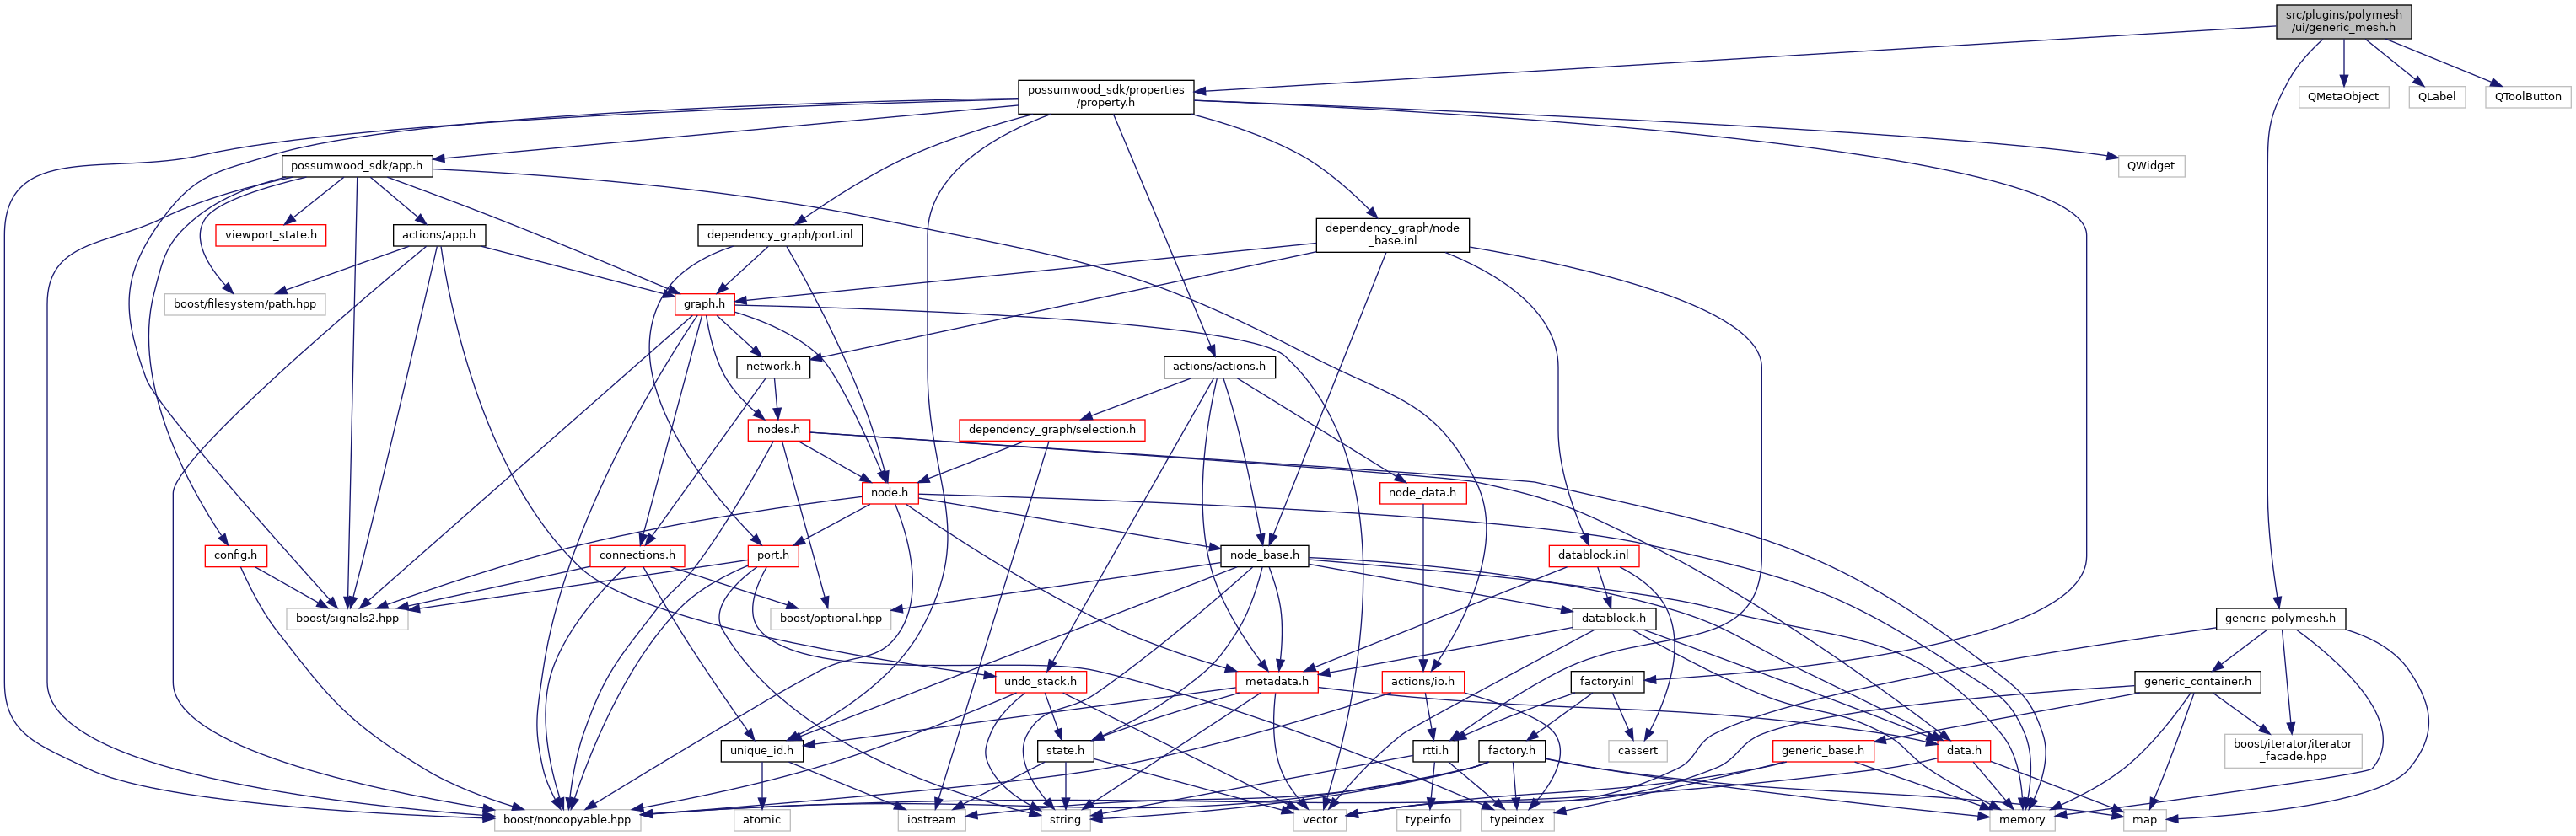 src/plugins/polymesh
/ui/generic_mesh.h
possumwood_sdk/properties
/property.h
QMetaObject
QLabel
QToolButton
possumwood_sdk/app.h
QWidget
viewport_state.h
actions/app.h
dependency_graph/port.inl
dependency_graph/node
_base.inl
boost/filesystem/path.hpp
graph.h
network.h
actions/actions.h
nodes.h
dependency_graph/selection.h
node.h
node_data.h
config.h
connections.h
port.h
node_base.h
datablock.inl
boost/signals2.hpp
boost/optional.hpp
datablock.h
generic_polymesh.h
undo_stack.h
metadata.h
actions/io.h
factory.inl
generic_container.h
unique_id.h
state.h
rtti.h
factory.h
cassert
generic_base.h
data.h
boost/iterator/iterator
_facade.hpp
boost/noncopyable.hpp
atomic
iostream
string
vector
typeinfo
typeindex
memory
map